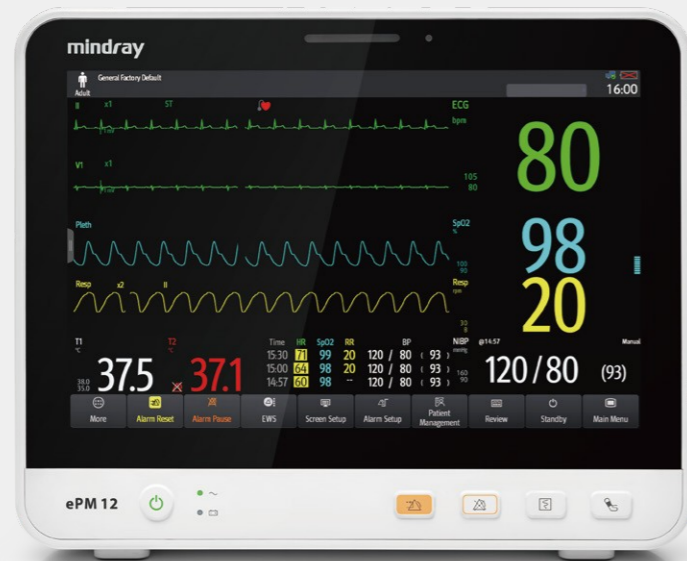 mindray
General Factory Default
Adult
16:00
II x1 ST ECG
bpm
80
1mV
V1 x1
105
80
Pleth SpO2
%
98
100
90
Resp x2 II Resp
rpm
20
30
8
T1 T2 Time HR SpO2 RR BP NIBP @14:57 Manual
°C °C mmHg
15:30 71 99 20 120 / 80 ( 93 )
15:00 64 98 20 120 / 80 ( 93 )
14:57 60 98 -- 120 / 80 ( 93 )
38.0
35.0
37.5 37.1
160
90
120/80 (93)
More Alarm Reset Alarm Pause EWS Screen Setup Alarm Setup Patient Management Review Standby Main Menu
ePM 12